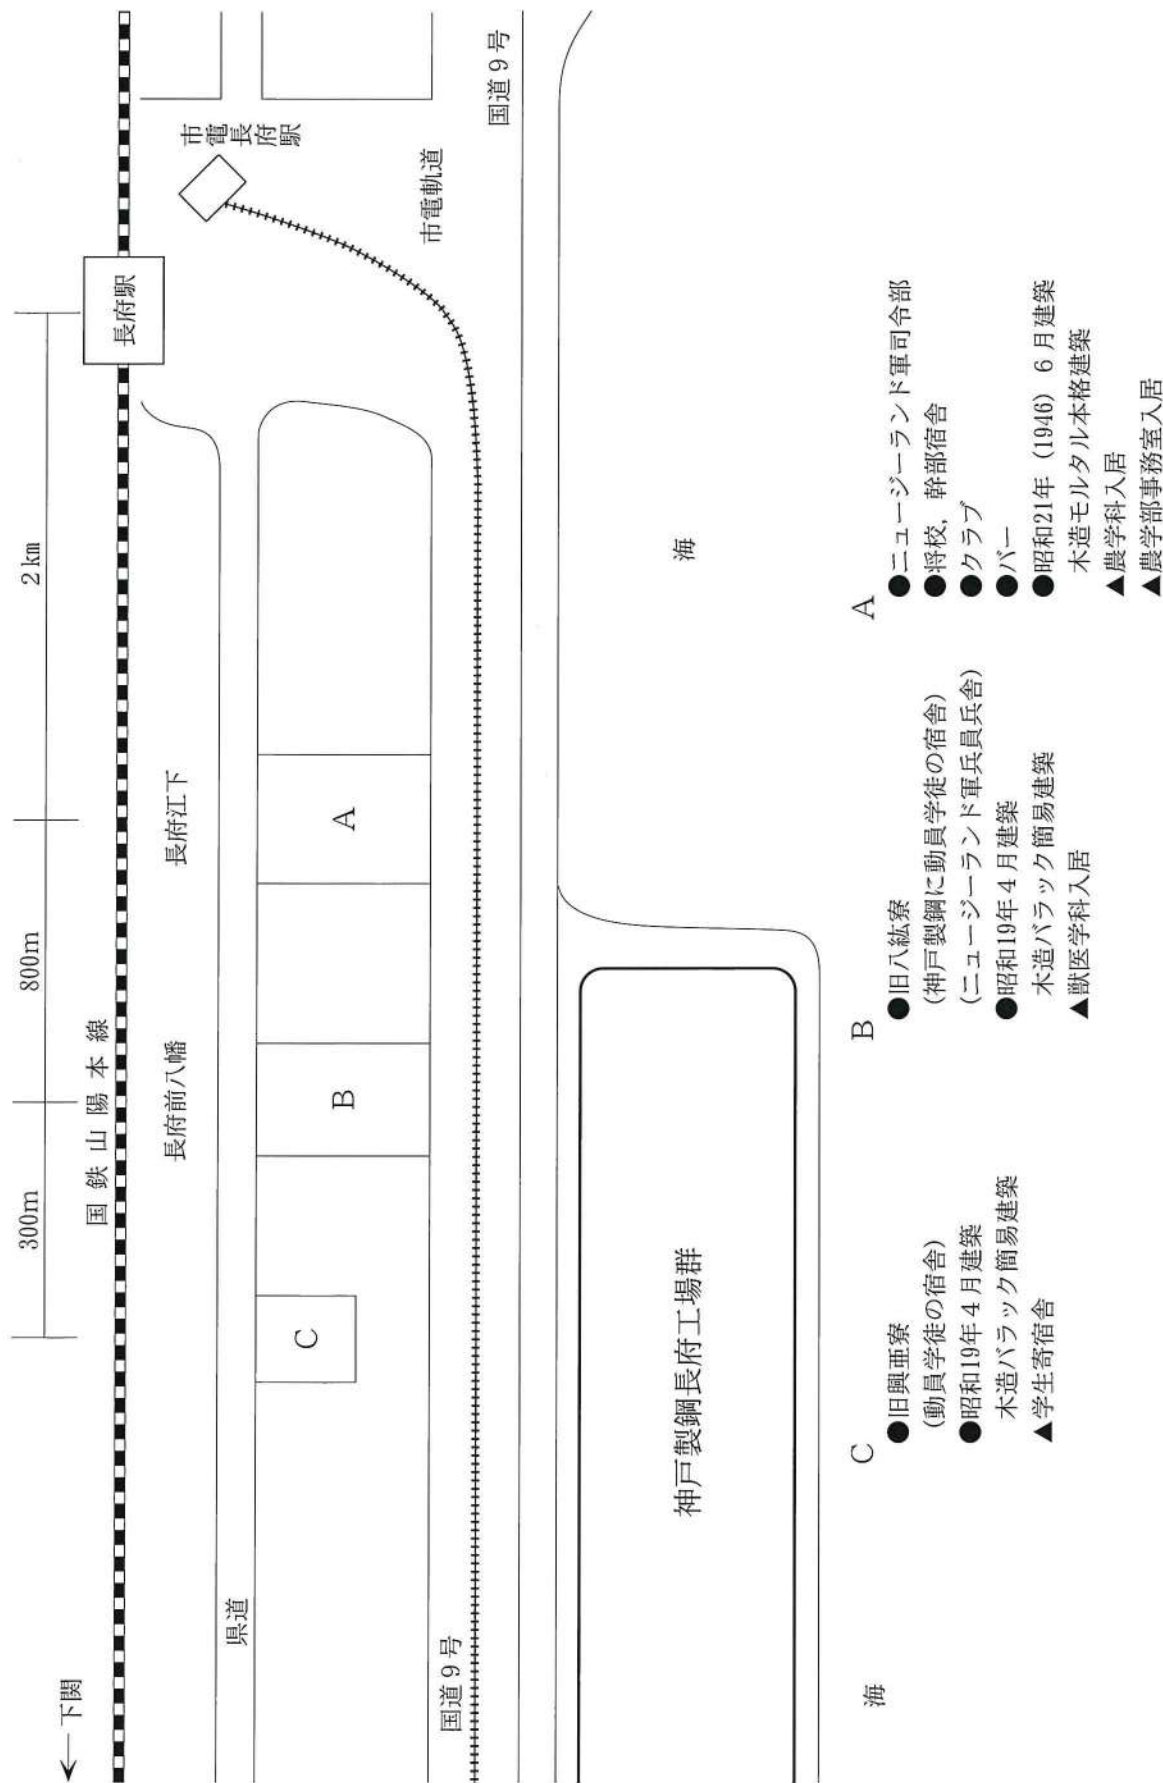 ← 下関
300m
800m
2km
国鉄山陽本線
長府駅
市電
長府駅
長府前八幡
長府江下
県道
C
B
A
市電軌道
国道9号
国道9号
神戸製鋼長府工場群
海
海
C
●旧興亜寮
(動員学徒の宿舎)
●昭和19年4月建築
木造バラック簡易建築
▲学生寄宿舎
B
●旧八紘寮
(神戸製鋼に動員学徒の宿舎)
(ニュージーランド軍兵員兵舎)
●昭和19年4月建築
木造バラック簡易建築
▲獣医学科入居
A
●ニュージーランド軍司令部
●将校，幹部宿舎
●クラブ
●バー
●昭和21年（1946）6月建築
木造モルタル本格建築
▲農学科入居
▲農学部事務室入居